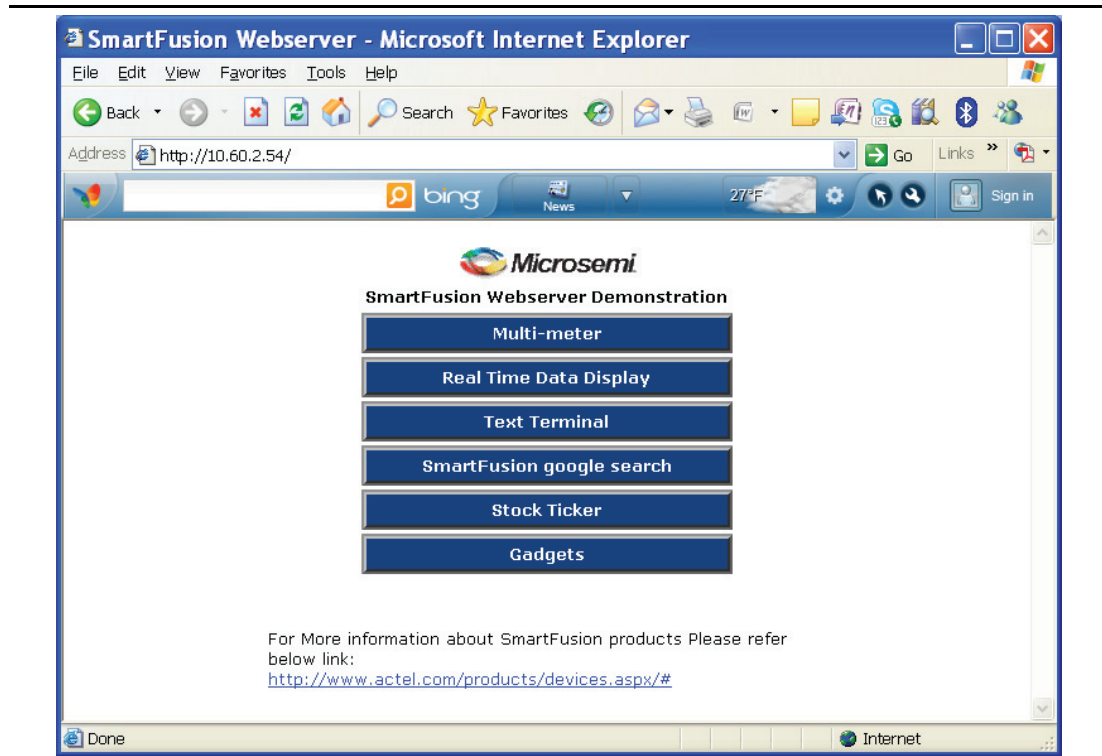 SmartFusion Webserver - Microsoft Internet Explorer
File Edit View Favorites Tools Help
Back Search Favorites
Address http://10.60.2.54/ Go Links »
bing News 27°F Sign in
Microsemi
SmartFusion Webserver Demonstration
Multi-meter
Real Time Data Display
Text Terminal
SmartFusion google search
Stock Ticker
Gadgets
For More information about SmartFusion products Please refer
below link:
http://www.actel.com/products/devices.aspx/#
Done Internet